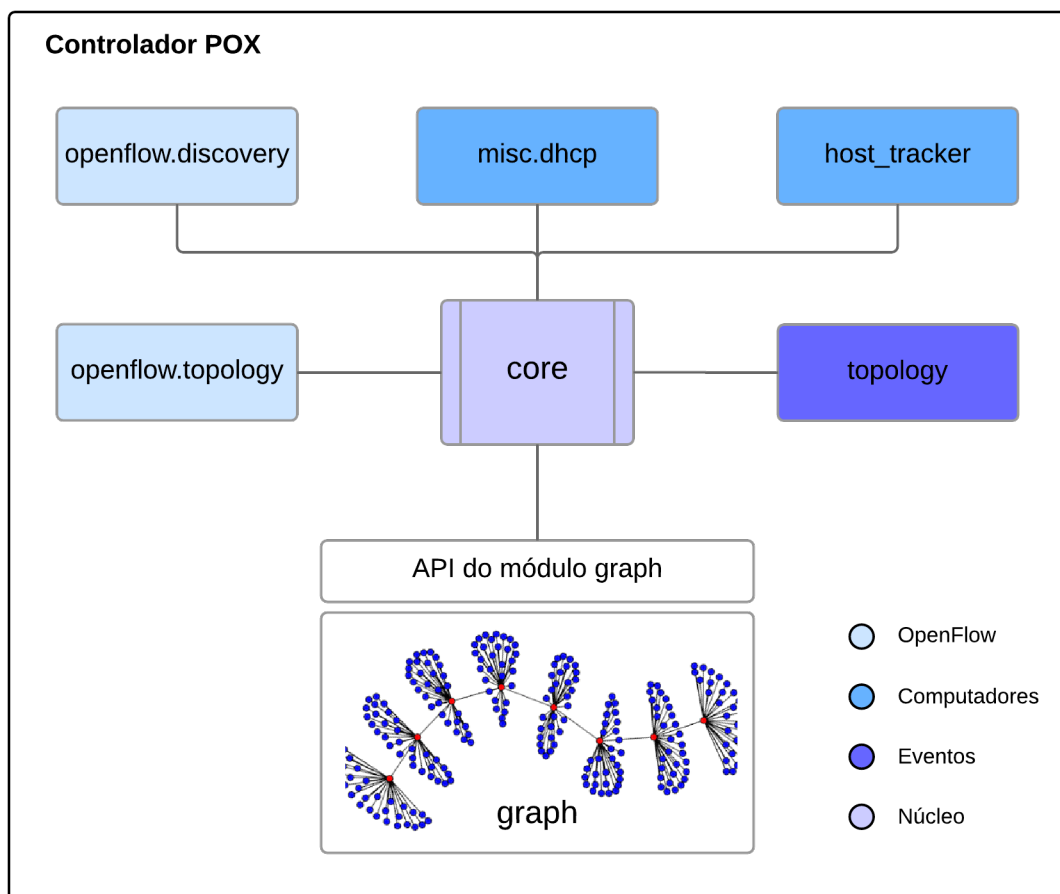 Controlador POX
openflow.discovery
misc.dhcp
host_tracker
openflow.topology
core
topology
API do módulo graph
graph
OpenFlow
Computadores
Eventos
Núcleo